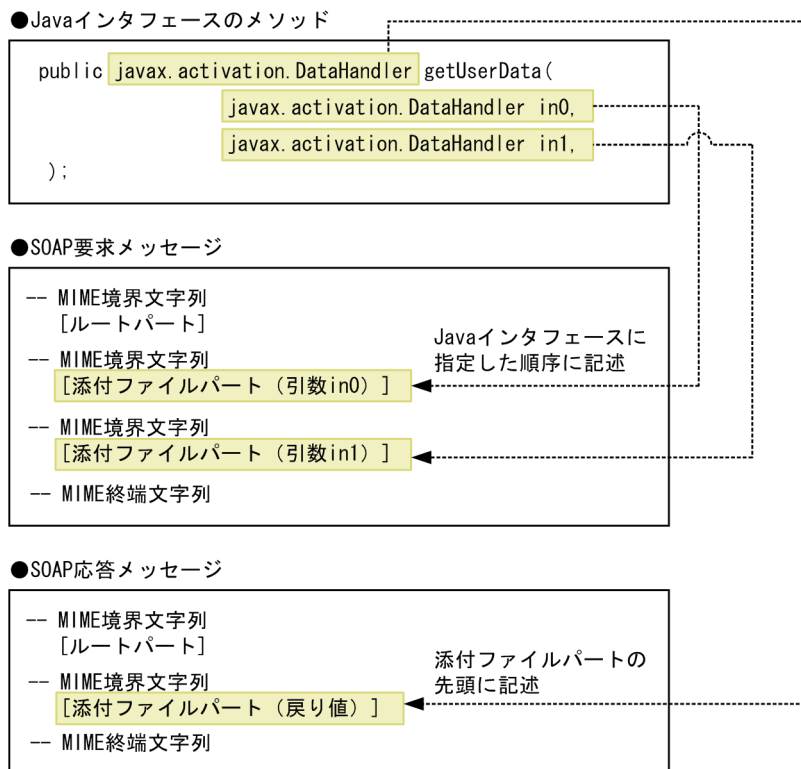 ●Javaインタフェースのメソッド
public javax.activation.DataHandler getUserData(
javax.activation.DataHandler in0,
javax.activation.DataHandler in1,
);
●SOAP要求メッセージ
-- MIME境界文字列
[ルートパート]
-- MIME境界文字列
[添付ファイルパート（引数in0）]
Javaインタフェースに
指定した順序に記述
-- MIME境界文字列
[添付ファイルパート（引数in1）]
-- MIME終端文字列
●SOAP応答メッセージ
-- MIME境界文字列
[ルートパート]
-- MIME境界文字列
[添付ファイルパート（戻り値）]
添付ファイルパートの
先頭に記述
-- MIME終端文字列